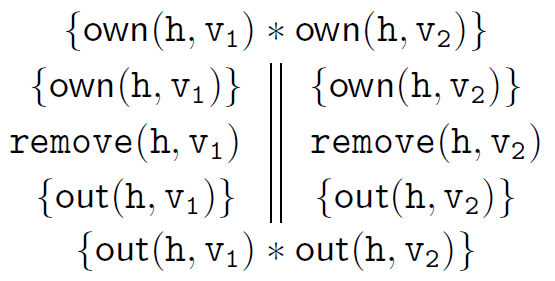 {own(h, v₁) ∗ own(h, v₂)}
{own(h, v₁)} ‖ {own(h, v₂)}
remove(h, v₁) ‖ remove(h, v₂)
{out(h, v₁)} ‖ {out(h, v₂)}
{out(h, v₁) ∗ out(h, v₂)}